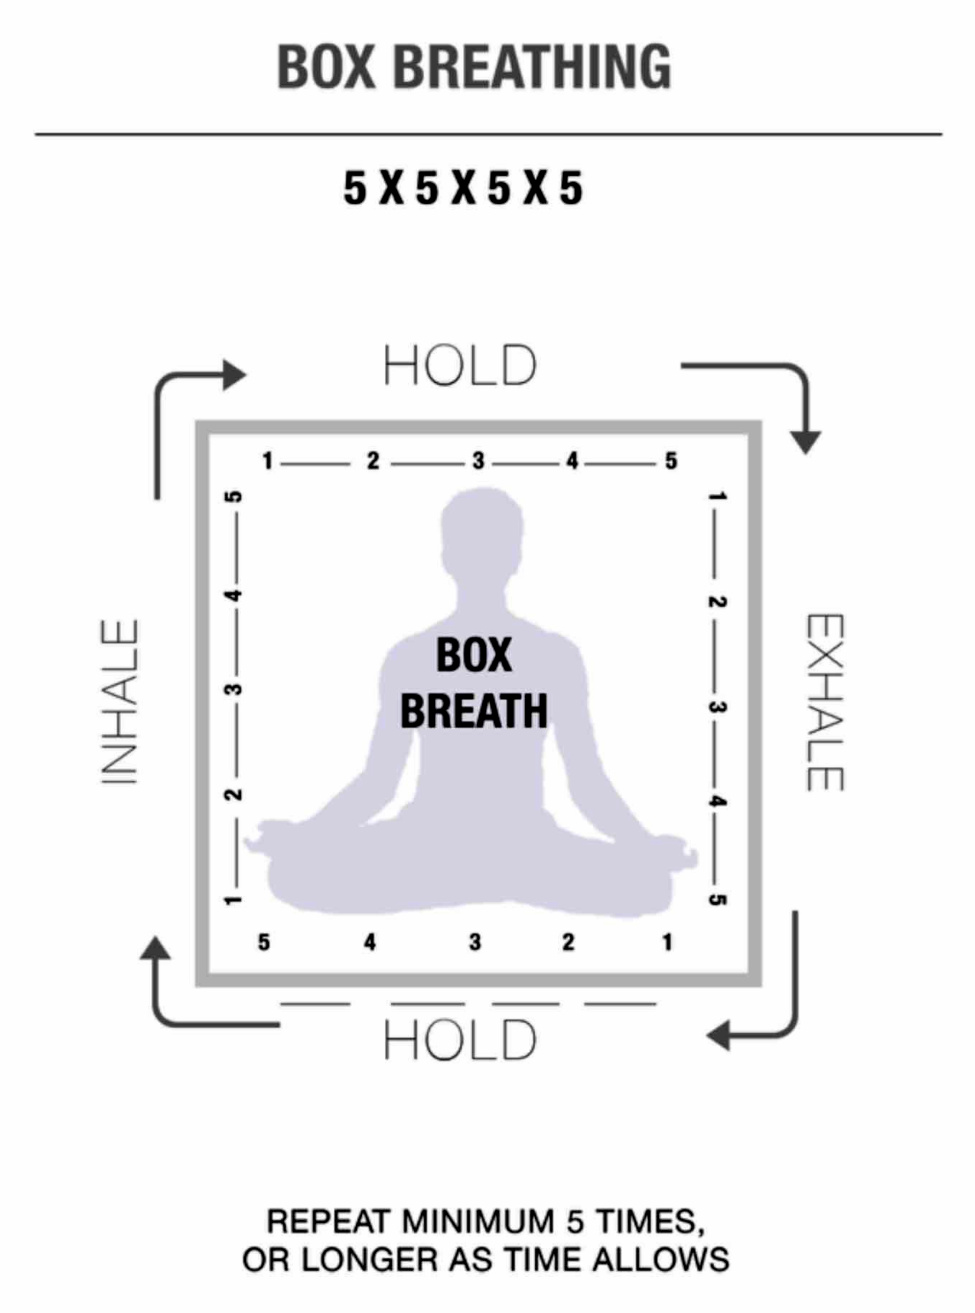 BOX BREATHING
5 X 5 X 5 X 5
HOLD
1 2 3 4 5
INHALE
5
4
3
2
1
BOX
BREATH
1
2
3
4
5
EXHALE
5 4 3 2 1
HOLD
REPEAT MINIMUM 5 TIMES,
OR LONGER AS TIME ALLOWS